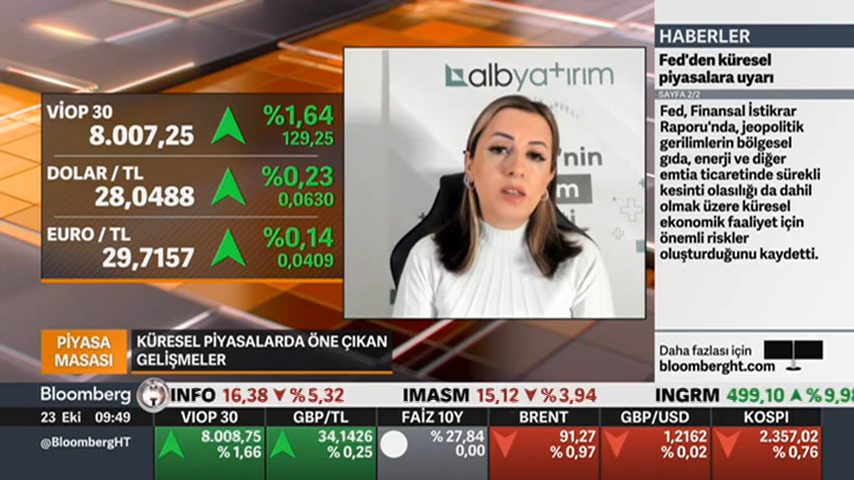 VİOP 30
8.007,25
%1,64
129,25
DOLAR / TL
28,0488
%0,23
0,0630
EURO / TL
29,7157
%0,14
0,0409
albyatırım
'nin
HABERLER
Fed'den küresel
piyasalara uyarı
SAYFA 2/2
Fed, Finansal İstikrar
Raporu'nda, jeopolitik
gerilimlerin bölgesel
gıda, enerji ve diğer
emtia ticaretinde sürekli
kesinti olasılığı da dahil
olmak üzere küresel
ekonomik faaliyet için
önemli riskler
oluşturduğunu kaydetti.
Daha fazlası için
bloomberght.com
PİYASA
MASASI
KÜRESEL PİYASALARDA ÖNE ÇIKAN
GELİŞMELER
Bloomberg
INFO 16,38 %5,32 IMASM 15,12 %3,94 INGRM 499,10 %9,98
23 Eki 09:49
@BloombergHT
VIOP 30
8.008,75
% 1,66
GBP/TL
34,1426
% 0,25
FAİZ 10Y
% 27,84
0,00
BRENT
91,27
% 0,97
GBP/USD
1,2162
% 0,02
KOSPI
2.357,02
% 0,76